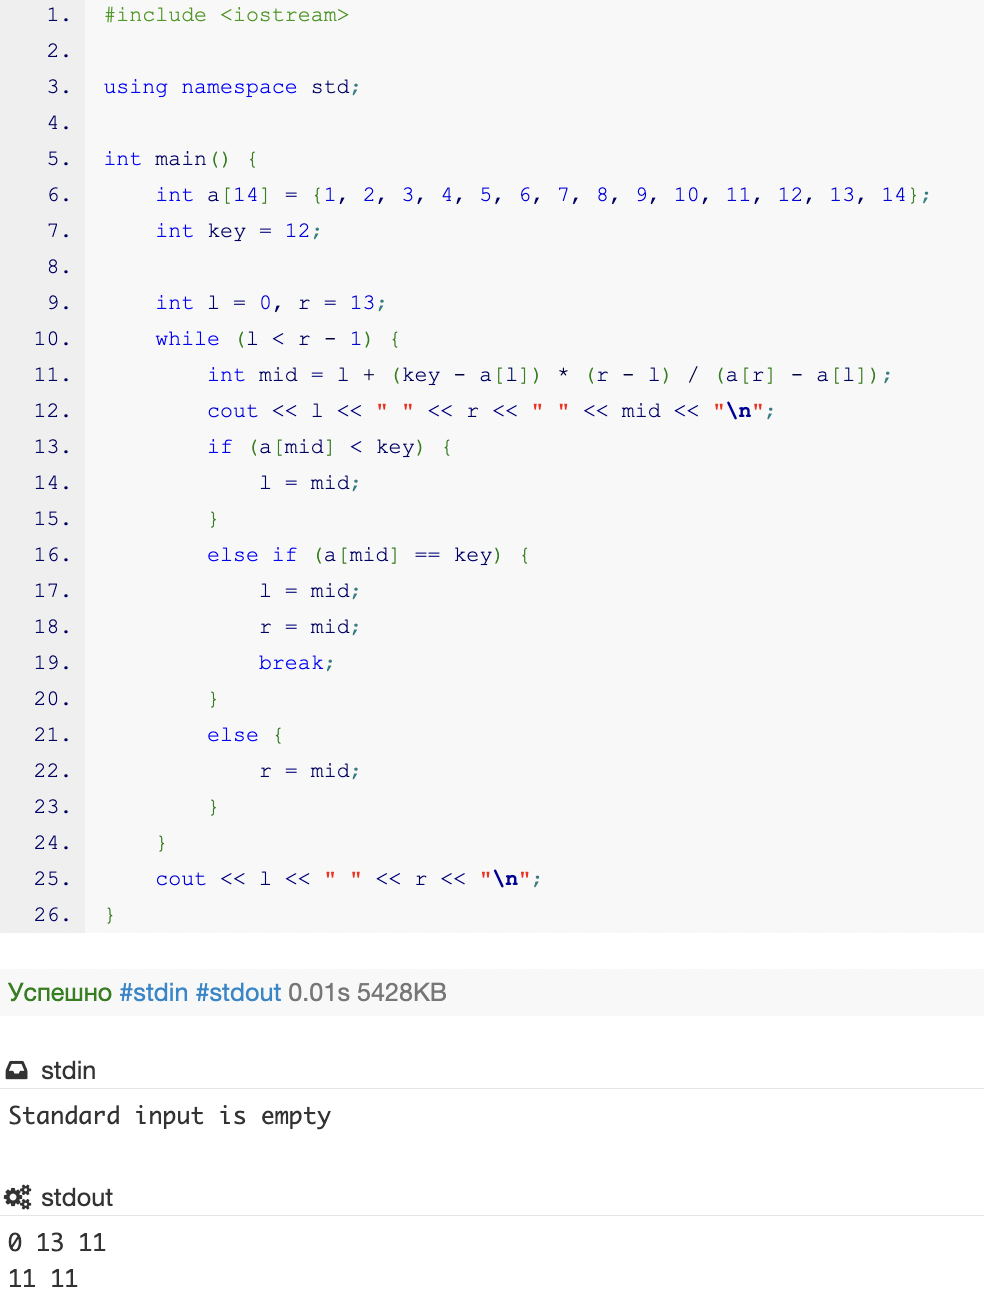 1. #include <iostream>
2.
3. using namespace std;
4.
5. int main() {
6.     int a[14] = {1, 2, 3, 4, 5, 6, 7, 8, 9, 10, 11, 12, 13, 14};
7.     int key = 12;
8.
9.     int l = 0, r = 13;
10.     while (l < r - 1) {
11.         int mid = l + (key - a[l]) * (r - l) / (a[r] - a[l]);
12.         cout << l << " " << r << " " << mid << "\n";
13.         if (a[mid] < key) {
14.             l = mid;
15.         }
16.         else if (a[mid] == key) {
17.             l = mid;
18.             r = mid;
19.             break;
20.         }
21.         else {
22.             r = mid;
23.         }
24.     }
25.     cout << l << " " << r << "\n";
26. }
Успешно #stdin #stdout 0.01s 5428KB
stdin
Standard input is empty
stdout
0 13 11
11 11